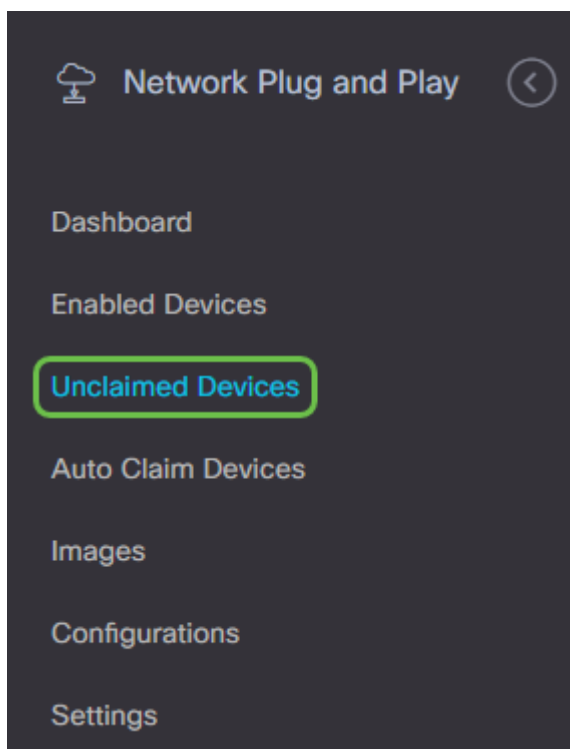 Network Plug and Play
Dashboard
Enabled Devices
Unclaimed Devices
Auto Claim Devices
Images
Configurations
Settings